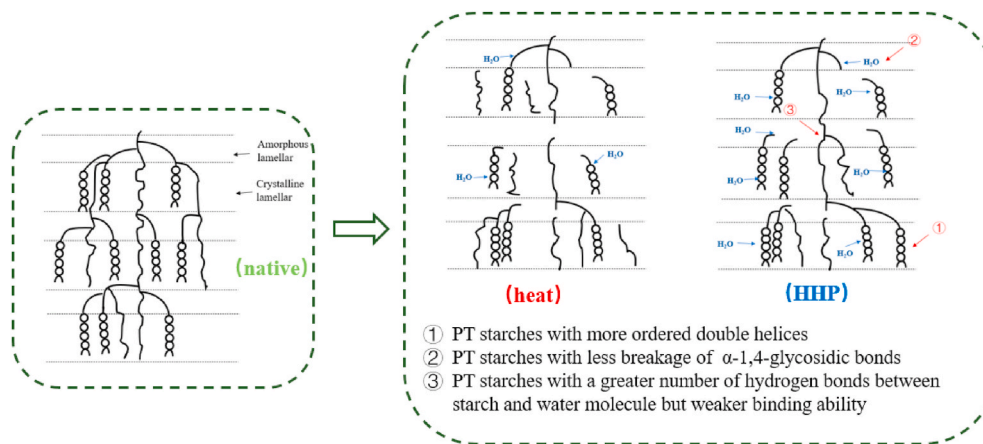 Amorphous
lamellar
Crystalline
lamellar
(native)
H₂O
H₂O
H₂O
(heat)
②
H₂O
H₂O
H₂O
③
H₂O
H₂O
H₂O
H₂O
H₂O
①
(HHP)
① PT starches with more ordered double helices
② PT starches with less breakage of α-1,4-glycosidic bonds
③ PT starches with a greater number of hydrogen bonds between
starch and water molecule but weaker binding ability